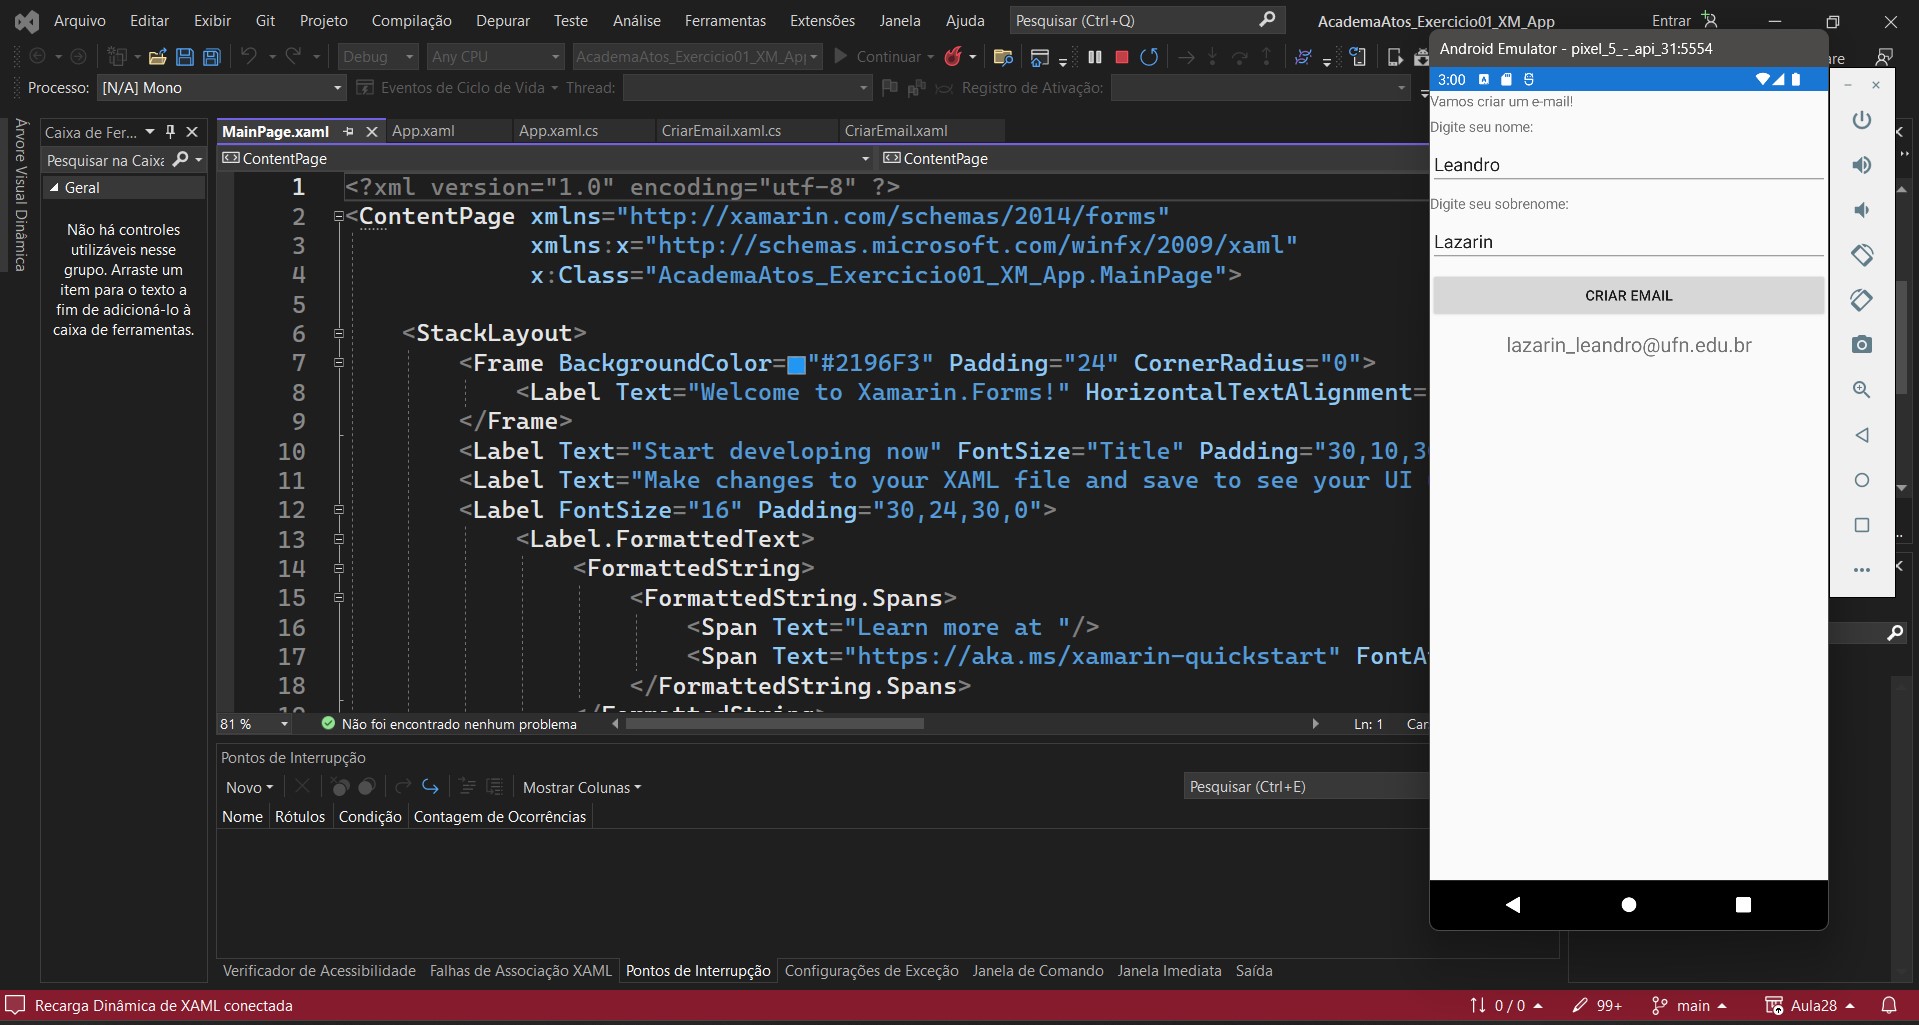 Arquivo Editar Exibir Git Projeto Compilação Depurar Teste Análise Ferramentas Extensões Janela Ajuda Pesquisar (Ctrl+Q) AcademaAtos_Exercicio01_XM_App Entrar
Debug Any CPU AcademaAtos_Exercicio01_XM_App Continuar
Processo: [N/A] Mono Eventos de Ciclo de Vida Thread: Registro de Ativação:
Árvore Visual Dinâmica
Caixa de Fer...
Pesquisar na Caixa
Geral
Não há controles
utilizáveis nesse
grupo. Arraste um
item para o texto a
fim de adicioná-lo à
caixa de ferramentas.
MainPage.xaml App.xaml App.xaml.cs CriarEmail.xaml.cs CriarEmail.xaml
ContentPage ContentPage
1 <?xml version="1.0" encoding="utf-8" ?>
2 <ContentPage xmlns="http://xamarin.com/schemas/2014/forms"
3 xmlns:x="http://schemas.microsoft.com/winfx/2009/xaml"
4 x:Class="AcademaAtos_Exercicio01_XM_App.MainPage">
5
6 <StackLayout>
7 <Frame BackgroundColor="#2196F3" Padding="24" CornerRadius="0">
8 <Label Text="Welcome to Xamarin.Forms!" HorizontalTextAlignment=
9 </Frame>
10 <Label Text="Start developing now" FontSize="Title" Padding="30,10,3
11 <Label Text="Make changes to your XAML file and save to see your UI
12 <Label FontSize="16" Padding="30,24,30,0">
13 <Label.FormattedText>
14 <FormattedString>
15 <FormattedString.Spans>
16 <Span Text="Learn more at "/>
17 <Span Text="https://aka.ms/xamarin-quickstart" FontA
18 </FormattedString.Spans>
81 % Não foi encontrado nenhum problema Ln: 1 Car
Pontos de Interrupção
Novo Mostrar Colunas Pesquisar (Ctrl+E)
Nome Rótulos Condição Contagem de Ocorrências
Verificador de Acessibilidade Falhas de Associação XAML Pontos de Interrupção Configurações de Exceção Janela de Comando Janela Imediata Saída
Recarga Dinâmica de XAML conectada 0 / 0 99+ main Aula28
Android Emulator - pixel_5_-_api_31:5554
3:00
Vamos criar um e-mail!
Digite seu nome:
Leandro
Digite seu sobrenome:
Lazarin
CRIAR EMAIL
lazarin_leandro@ufn.edu.br